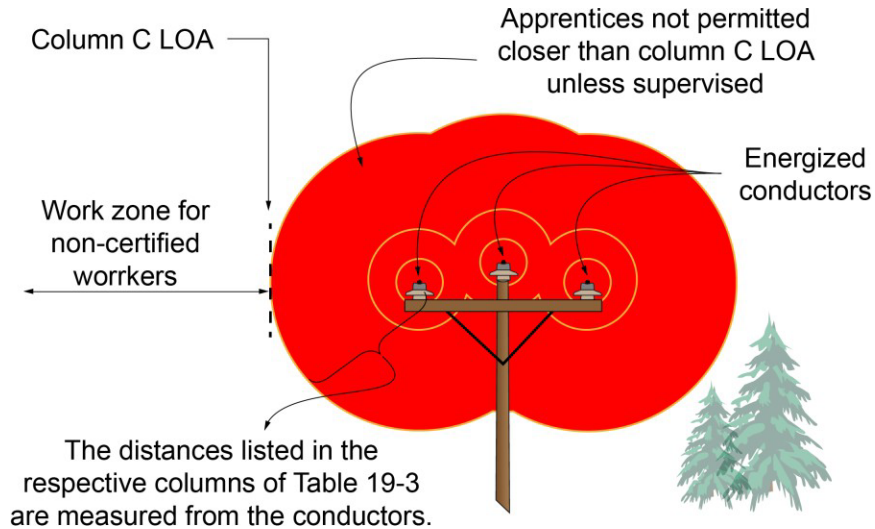 Column C LOA
Apprentices not permitted
closer than column C LOA
unless supervised
Energized
conductors
Work zone for
non-certified
worrkers
The distances listed in the
respective columns of Table 19-3
are measured from the conductors.